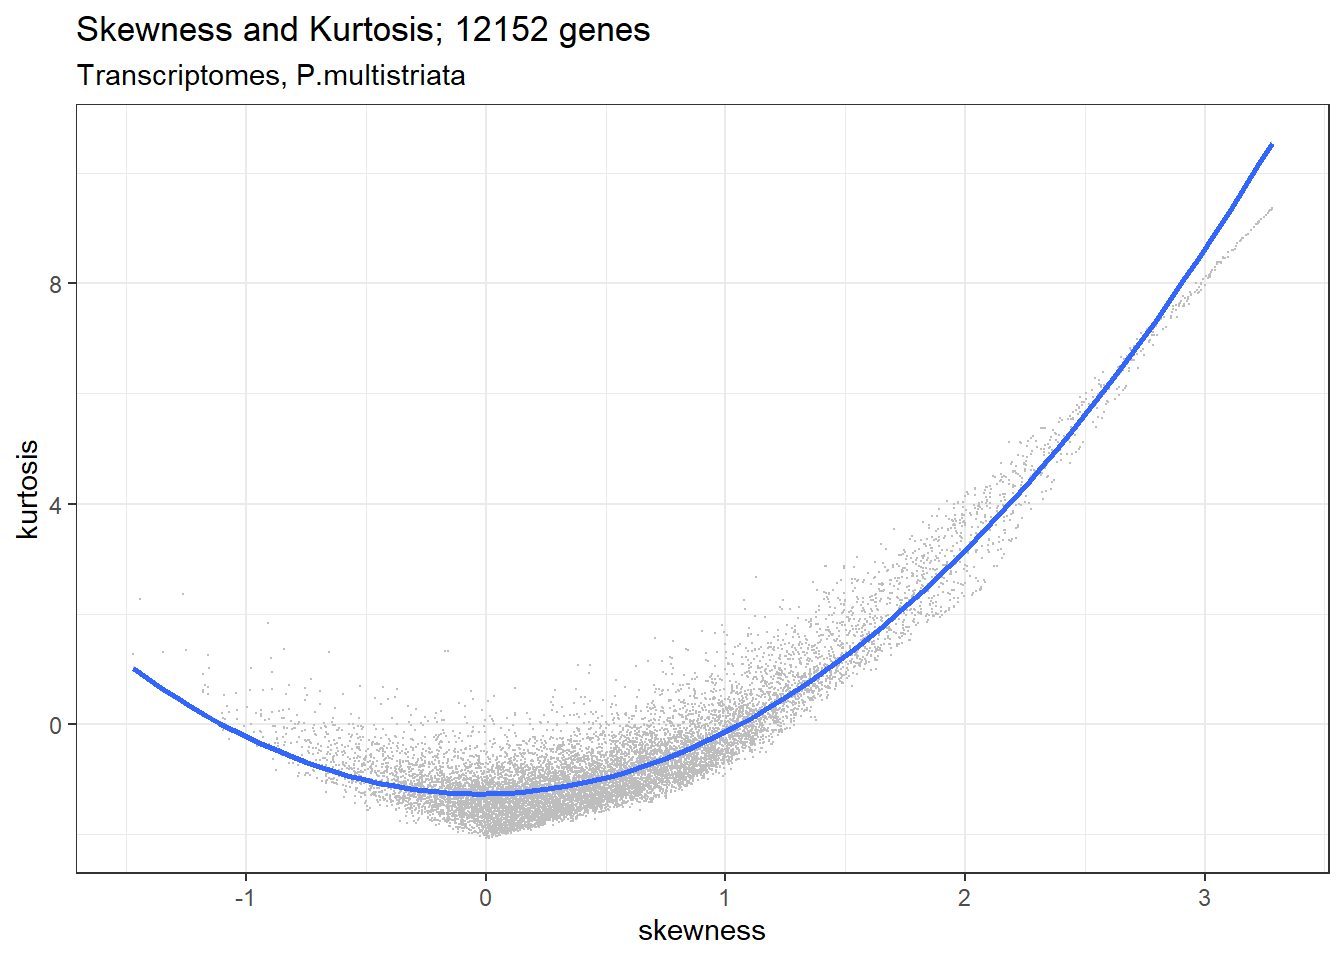 Skewness and Kurtosis; 12152 genes
Transcriptomes, P.multistriata
kurtosis
8
4
0
-1
0
1
2
3
skewness